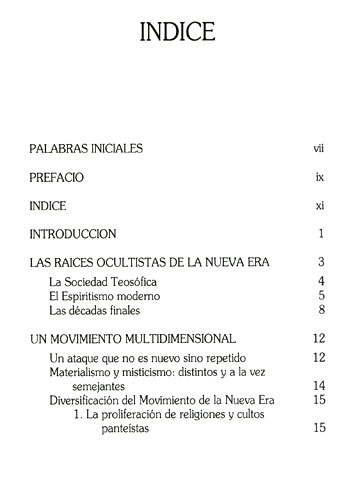 INDICE
PALABRAS INICIALES vii
PREFACIO ix
INDICE xi
INTRODUCCION 1
LAS RAICES OCULTISTAS DE LA NUEVA ERA 3
La Sociedad Teosófica 4
El Espiritismo moderno 5
Las décadas finales 8
UN MOVIMIENTO MULTIDIMENSIONAL 12
Un ataque que no es nuevo sino repetido 12
Materialismo y misticismo: distintos y a la vez
semejantes 14
Diversificación del Movimiento de la Nueva Era 15
1. La proliferación de religiones y cultos
panteístas 15